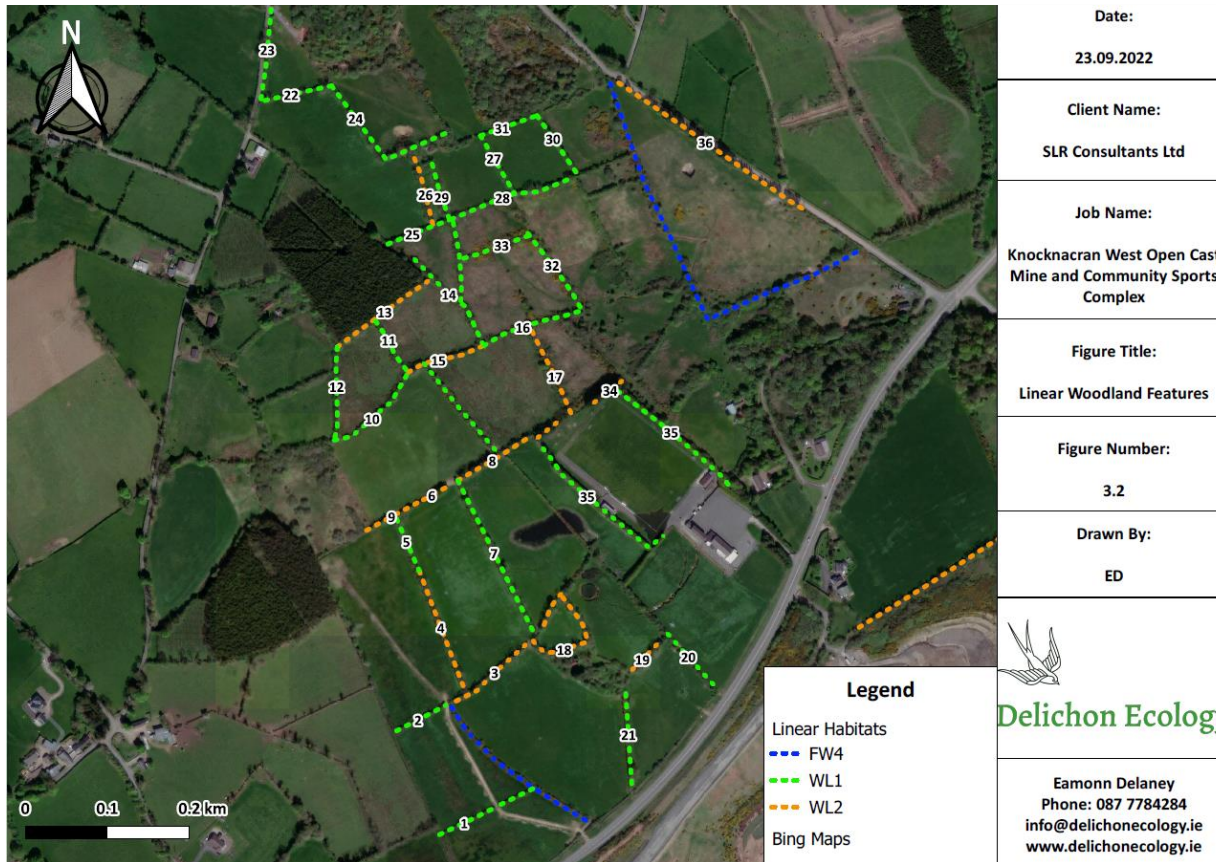 N
23
22
24
31
30
27
26
29
28
25
33
32
14
13
11
12
15
16
10
17
36
34
35
35
8
6
9
5
7
4
18
3
19
20
2
21
1
0 0.1 0.2 km
Legend
Linear Habitats
FW4
WL1
WL2
Bing Maps
Date:
23.09.2022
Client Name:
SLR Consultants Ltd
Job Name:
Knocknacran West Open Cast
Mine and Community Sports
Complex
Figure Title:
Linear Woodland Features
Figure Number:
3.2
Drawn By:
ED
Delichon Ecology
Eamonn Delaney
Phone: 087 7784284
info@delichonecology.ie
www.delichonecology.ie